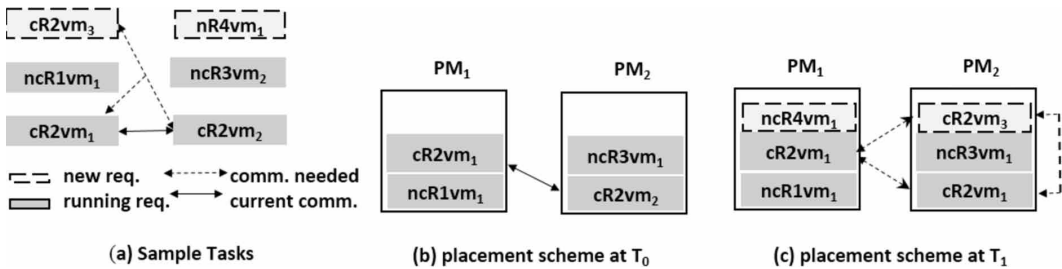 cR2vm3 nR4vm1
ncR1vm1 ncR3vm2
cR2vm1 cR2vm2
new req. comm. needed
running req. current comm.
(a) Sample Tasks
PM1 PM2
cR2vm1 ncR3vm1
ncR1vm1 cR2vm2
(b) placement scheme at T0
PM1 PM2
ncR4vm1 cR2vm3
cR2vm1 ncR3vm1
ncR1vm1 cR2vm1
(c) placement scheme at T1